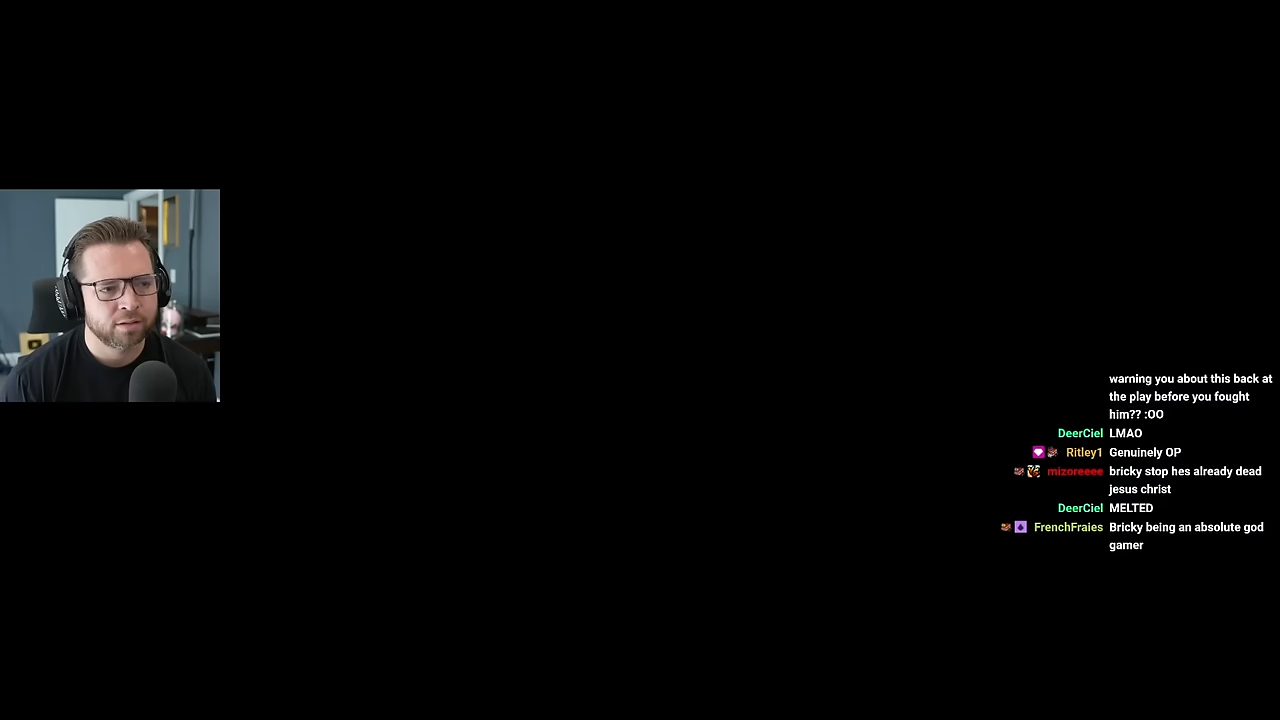 warning you about this back at
the play before you fought
him?? :OO
DeerCiel LMAO
Ritley1 Genuinely OP
mizoreeee bricky stop hes already dead
jesus christ
DeerCiel MELTED
FrenchFraies Bricky being an absolute god
gamer